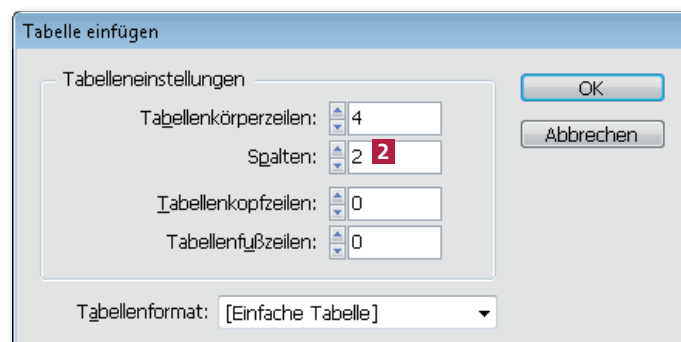 Tabelle einfügen
Tabelleneinstellungen
Tabellenkörperzeilen: 4
Spalten: 2 2
Tabellenkopfzeilen: 0
Tabellenfußzeilen: 0
Tabellenformat: [Einfache Tabelle]
OK
Abbrechen